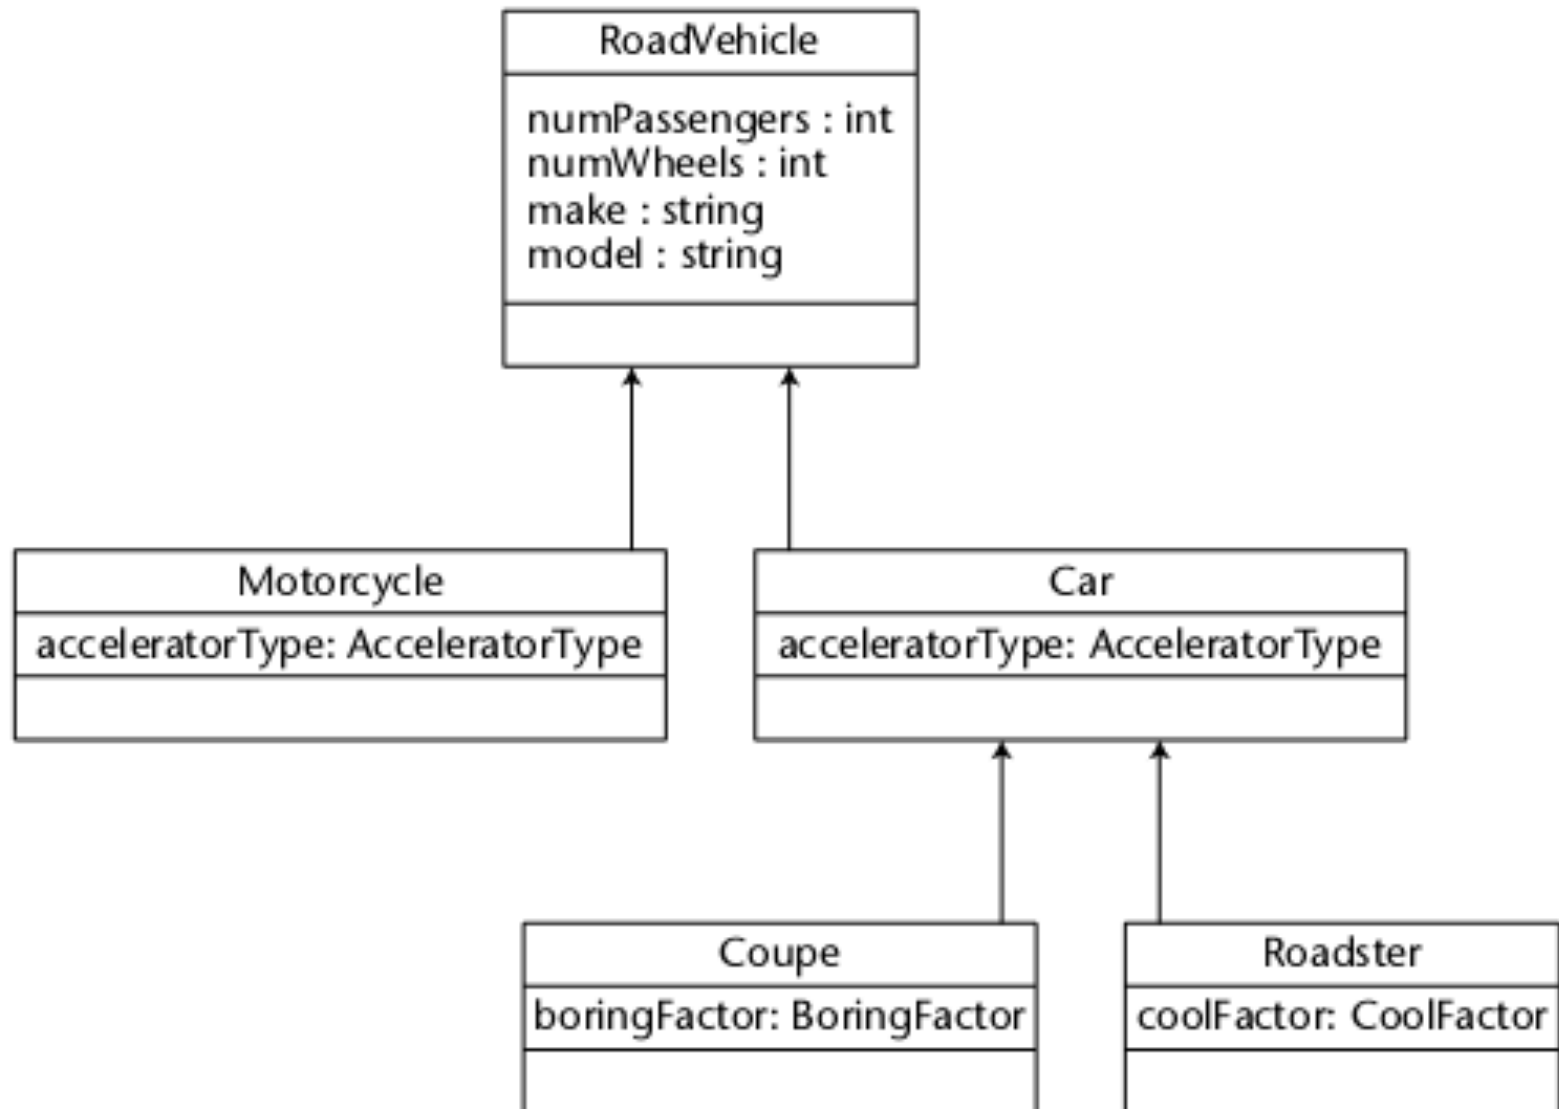 RoadVehicle
numPassengers : int
numWheels : int
make : string
model : string
Motorcycle
acceleratorType: AcceleratorType
Car
acceleratorType: AcceleratorType
Coupe
boringFactor: BoringFactor
Roadster
coolFactor: CoolFactor